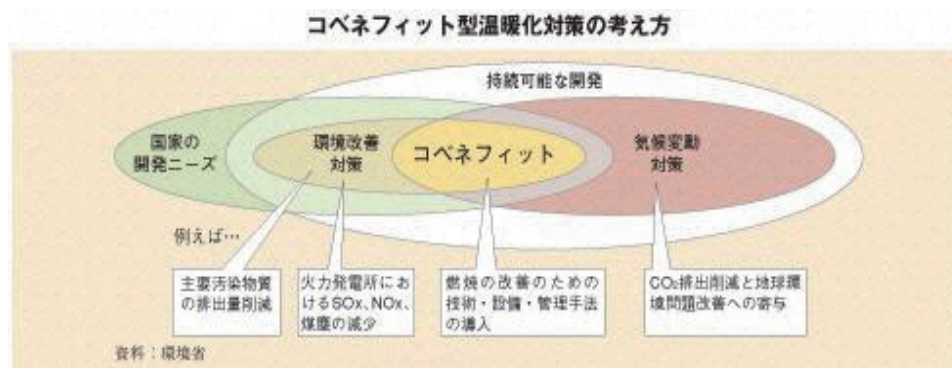 コベネフィット型温暖化対策の考え方
持続可能な開発
国家の
開発ニーズ
環境改善
対策
コベネフィット
気候変動
対策
例えば…
主要汚染物質
の排出量削減
火力発電所にお
けるSOx、NOx、
煤塵の減少
燃焼の改善のための
技術・設備・管理手法
の導入
CO₂排出削減と地球環
境問題改善への寄与
資料：環境省